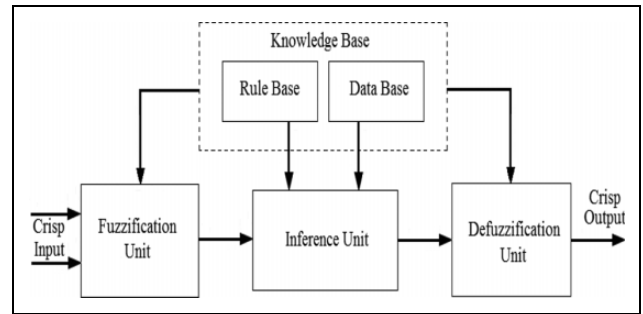 Knowledge Base
Rule Base
Data Base
Crisp
Input
Fuzzification
Unit
Inference Unit
Defuzzification
Unit
Crisp
Output